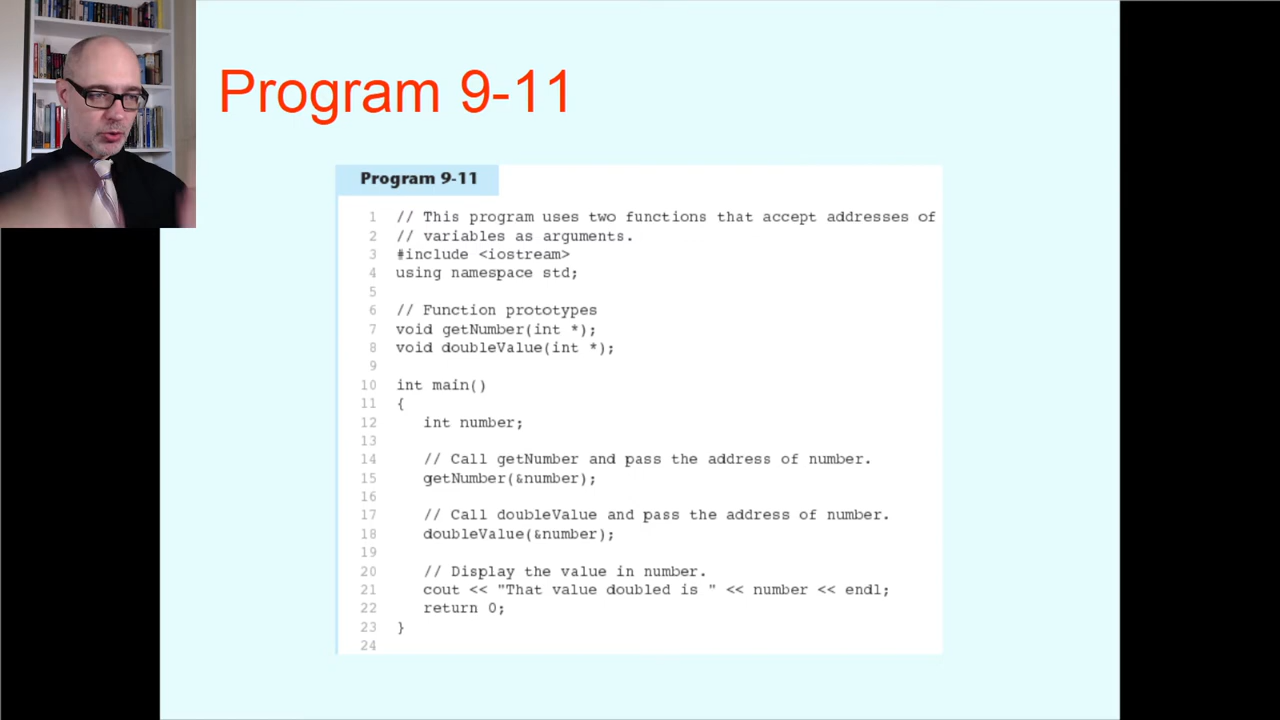 Program 9-11
Program 9-11
1 // This program uses two functions that accept addresses of
2 // variables as arguments.
3 #include <iostream>
4 using namespace std;
5
6 // Function prototypes
7 void getNumber(int *);
8 void doubleValue(int *);
9
10 int main()
11 {
12 int number;
13
14 // Call getNumber and pass the address of number.
15 getNumber(&number);
16
17 // Call doubleValue and pass the address of number.
18 doubleValue(&number);
19
20 // Display the value in number.
21 cout << "That value doubled is " << number << endl;
22 return 0;
23 }
24